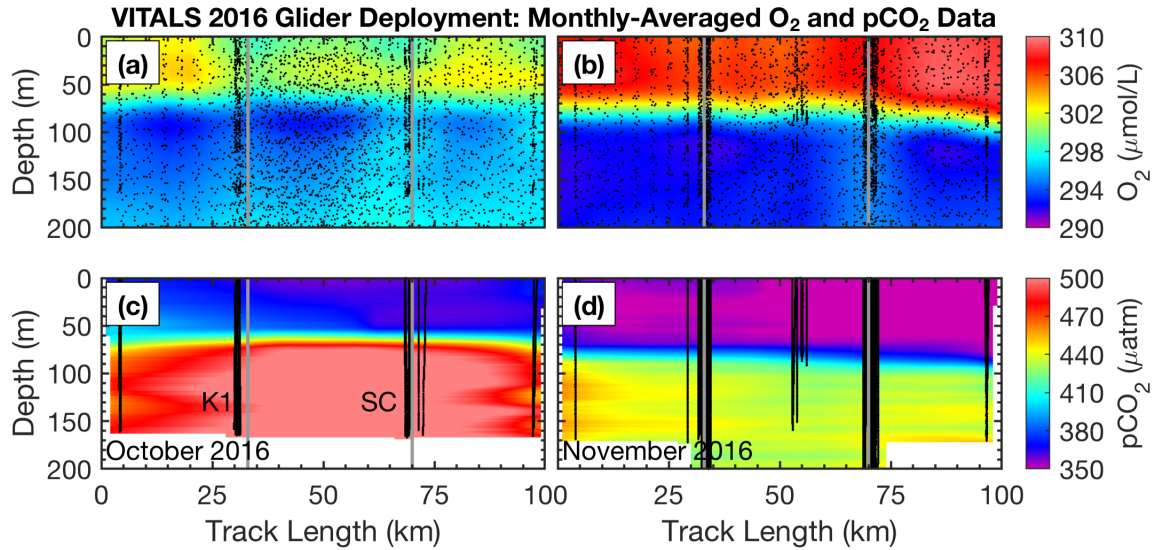 VITALS 2016 Glider Deployment: Monthly-Averaged O₂ and pCO₂ Data
0
50
100
150
200
Depth (m)
(a)
(b)
310
306
302
298
294
290
O₂ (μmol/L)
0
50
100
150
200
Depth (m)
(c)
K1
SC
October 2016
(d)
November 2016
500
470
440
410
380
350
pCO₂ (μatm)
0 25 50 75 100
0 25 50 75 100
Track Length (km)
Track Length (km)